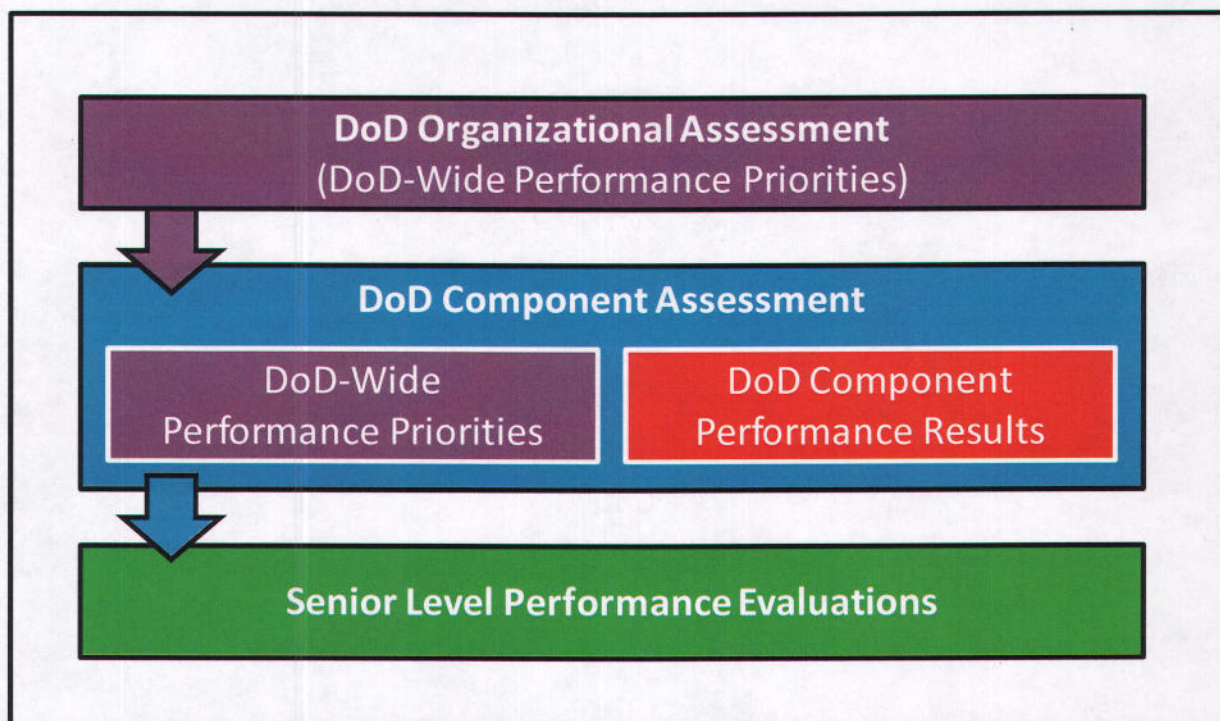 DoD Organizational Assessment
(DoD-Wide Performance Priorities)
DoD Component Assessment
DoD-Wide
Performance Priorities
DoD Component
Performance Results
Senior Level Performance Evaluations